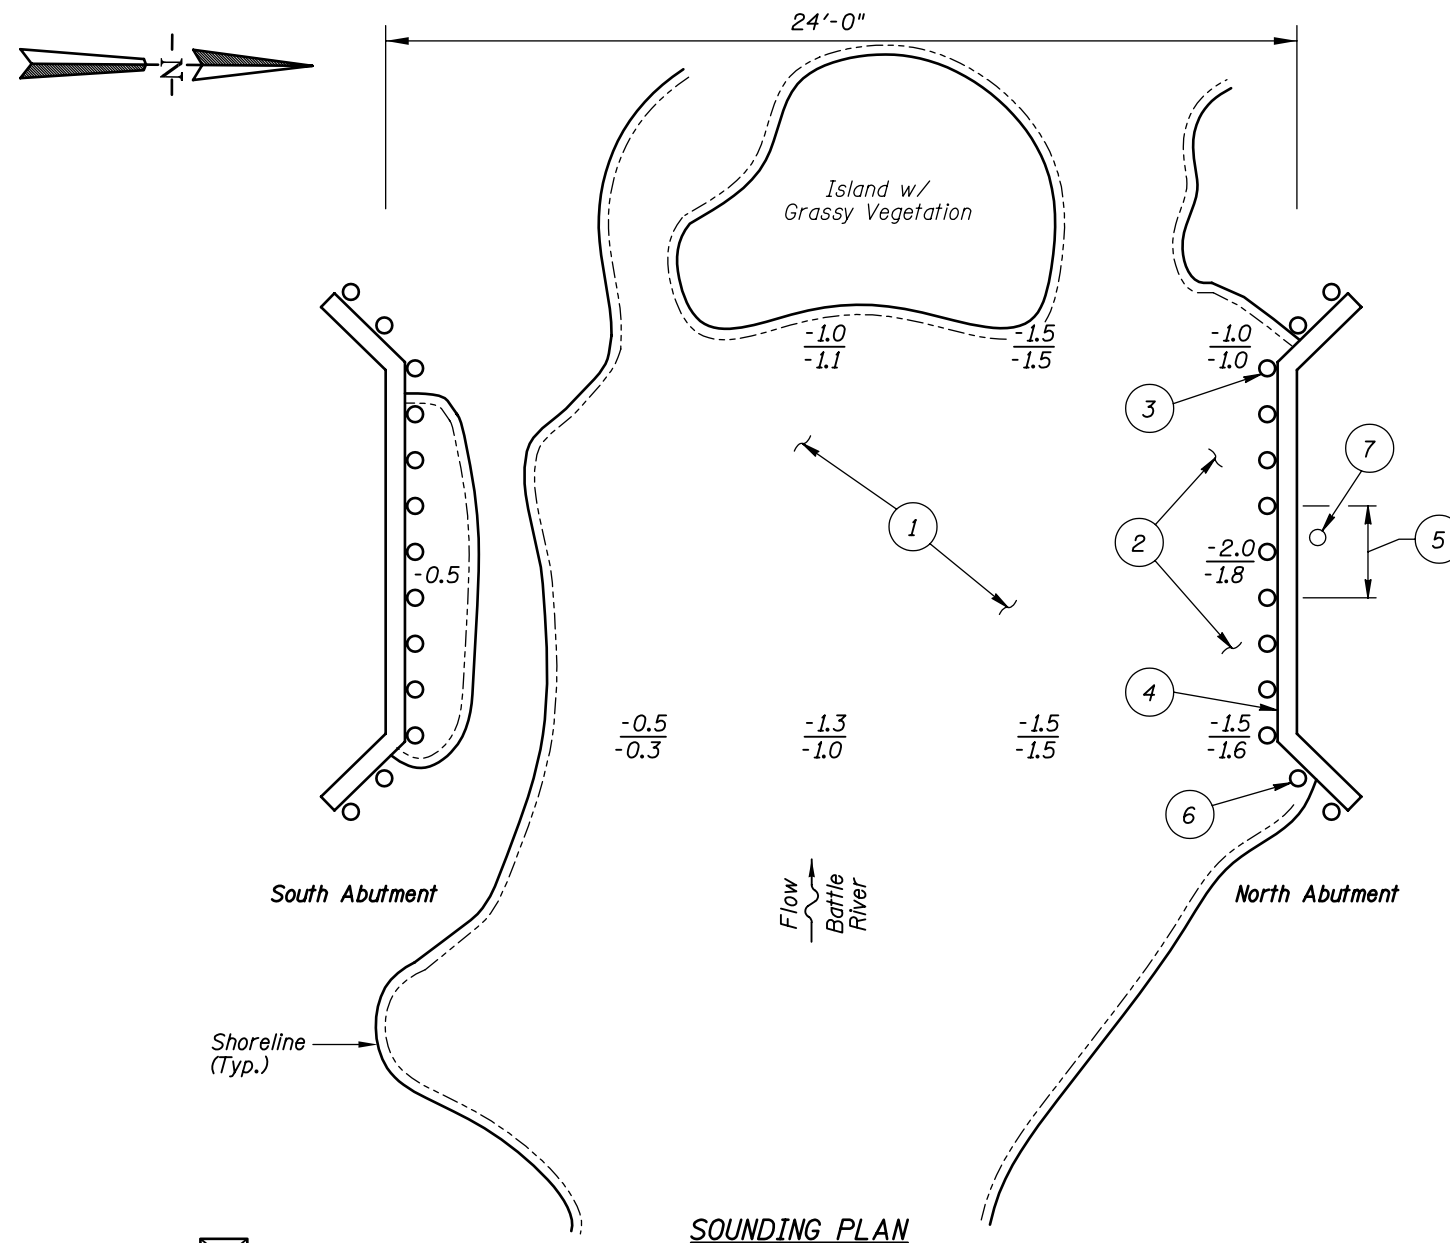 24'-0"
N
Island w/
Grassy Vegetation
-1.0
-1.1
-1.5
-1.5
-1.0
-1.0
3
7
1
2
5
-2.0
-1.8
-0.5
4
-0.5
-0.3
-1.3
-1.0
-1.5
-1.5
-1.5
-1.6
6
South Abutment
North Abutment
Flow
Battle
River
Shoreline
(Typ.)
SOUNDING PLAN